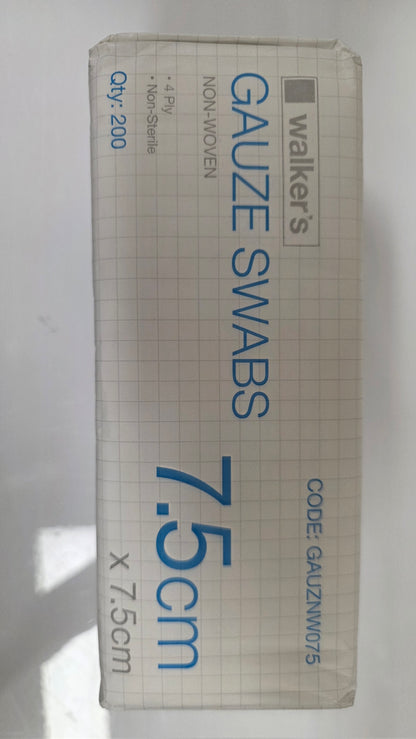 walker's
CODE: GAUZNW075
GAUZE SWABS
NON-WOVEN
7.5cm
x 7.5cm
• 4 Ply
• Non-Sterile
Qty: 200